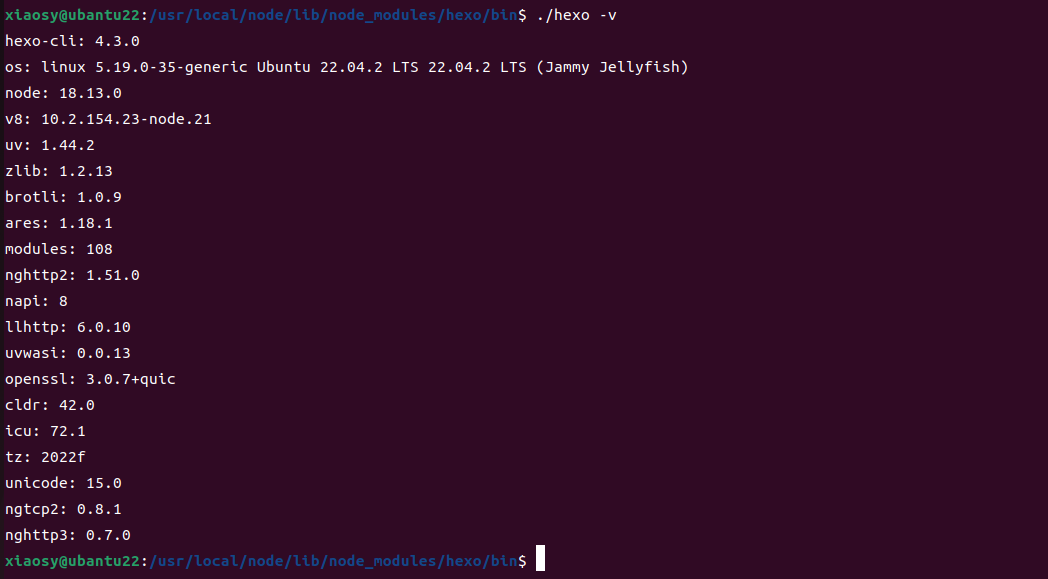 xiaosy@ubantu22:/usr/local/node/lib/node_modules/hexo/bin$ ./hexo -v
hexo-cli: 4.3.0
os: linux 5.19.0-35-generic Ubuntu 22.04.2 LTS 22.04.2 LTS (Jammy Jellyfish)
node: 18.13.0
v8: 10.2.154.23-node.21
uv: 1.44.2
zlib: 1.2.13
brotli: 1.0.9
ares: 1.18.1
modules: 108
nghttp2: 1.51.0
napi: 8
llhttp: 6.0.10
uvwasi: 0.0.13
openssl: 3.0.7+quic
cldr: 42.0
icu: 72.1
tz: 2022f
unicode: 15.0
ngtcp2: 0.8.1
nghttp3: 0.7.0
xiaosy@ubantu22:/usr/local/node/lib/node_modules/hexo/bin$